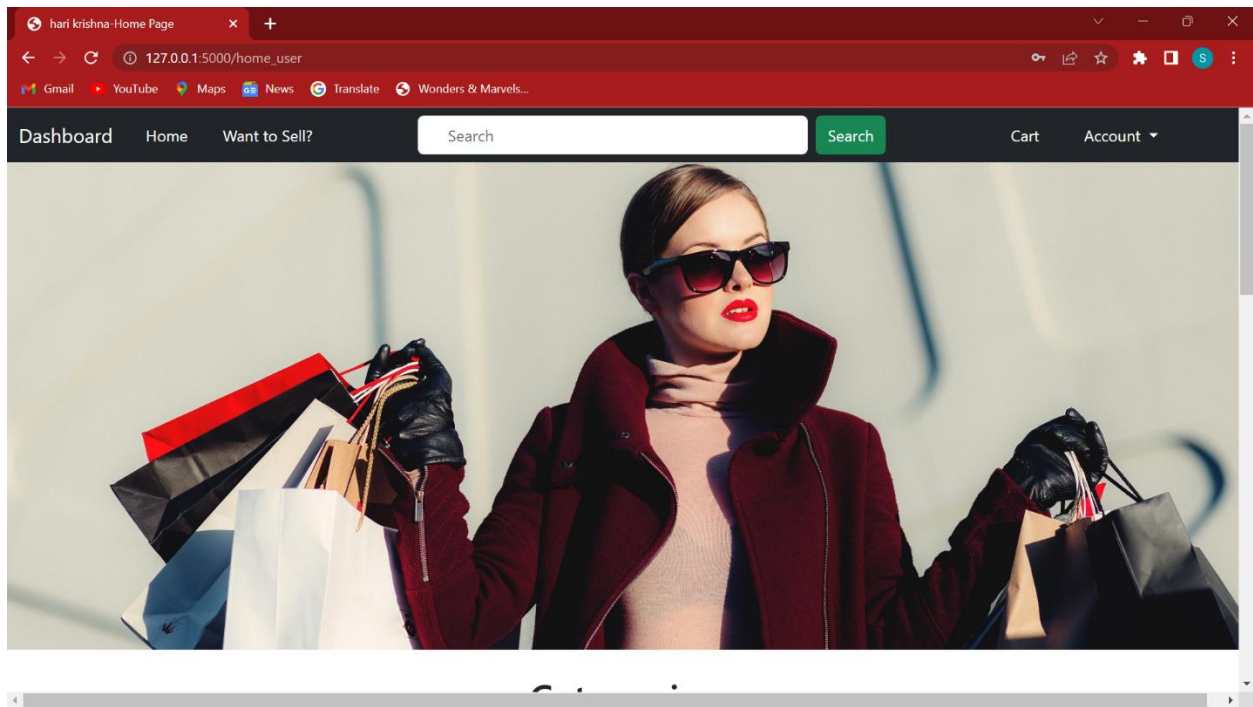 hari krishna-Home Page
127.0.0.1:5000/home_user
S
Gmail YouTube Maps GE News Translate Wonders & Marvels...
Dashboard Home Want to Sell? Search Search Cart Account